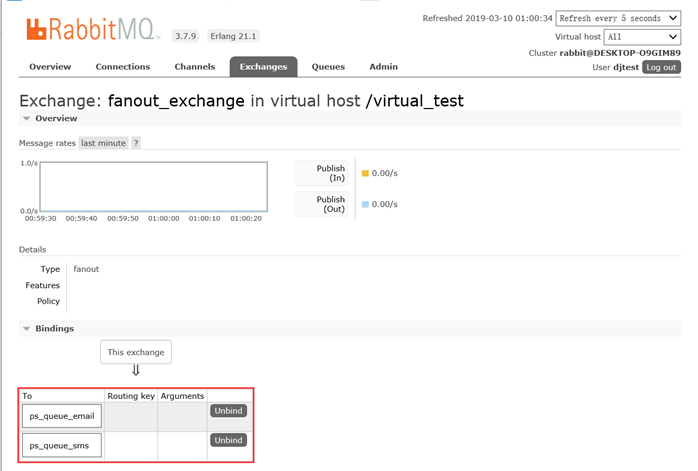 Refreshed 2019-03-10 01:00:34 Refresh every 5 seconds
RabbitMQ™ 3.7.9 Erlang 21.1
Virtual host All
Cluster rabbit@DESKTOP-O9GIM89
User djtest Log out
Overview Connections Channels Exchanges Queues Admin
Exchange: fanout_exchange in virtual host /virtual_test
Overview
Message rates last minute ?
1.0/s
0.0/s
00:59:30 00:59:40 00:59:50 01:00:00 01:00:10 01:00:20
Publish (In) 0.00/s
Publish (Out) 0.00/s
Details
Type fanout
Features
Policy
Bindings
This exchange
⇓
To Routing key Arguments
ps_queue_email Unbind
ps_queue_sms Unbind